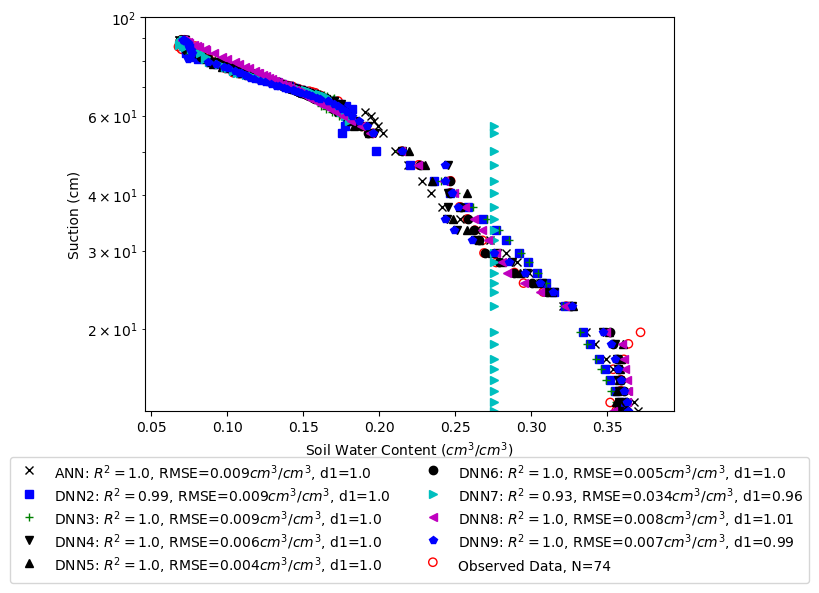 10²
6 × 10¹
4 × 10¹
3 × 10¹
2 × 10¹
Suction (cm)
0.05 0.10 0.15 0.20 0.25 0.30 0.35
Soil Water Content (cm³/cm³)
ANN: R² = 1.0, RMSE=0.009cm³/cm³, d1=1.0
DNN2: R² = 0.99, RMSE=0.009cm³/cm³, d1=1.0
DNN3: R² = 1.0, RMSE=0.009cm³/cm³, d1=1.0
DNN4: R² = 1.0, RMSE=0.006cm³/cm³, d1=1.0
DNN5: R² = 1.0, RMSE=0.004cm³/cm³, d1=1.0
DNN6: R² = 1.0, RMSE=0.005cm³/cm³, d1=1.0
DNN7: R² = 0.93, RMSE=0.034cm³/cm³, d1=0.96
DNN8: R² = 1.0, RMSE=0.008cm³/cm³, d1=1.01
DNN9: R² = 1.0, RMSE=0.007cm³/cm³, d1=0.99
Observed Data, N=74